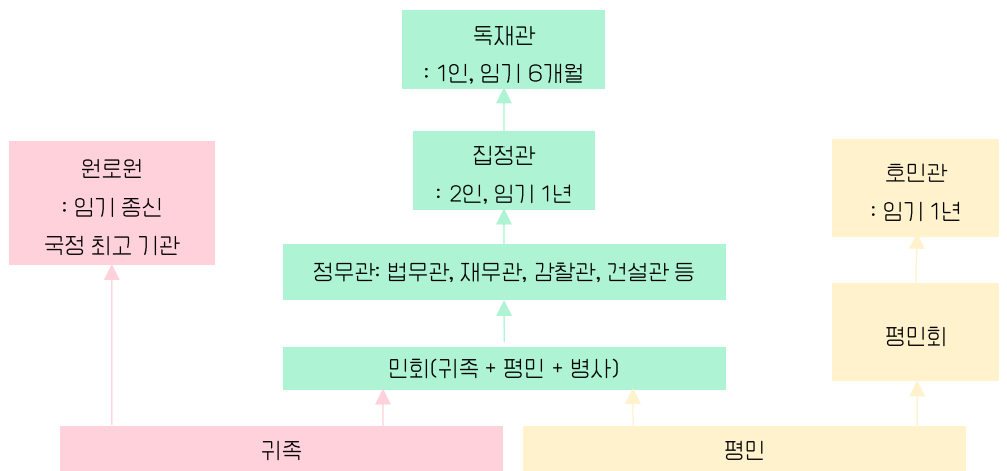 독재관
: 1인, 임기 6개월
원로원
: 임기 종신
국정 최고 기관
집정관
: 2인, 임기 1년
호민관
: 임기 1년
정무관: 법무관, 재무관, 감찰관, 건설관 등
평민회
민회(귀족 + 평민 + 병사)
귀족
평민